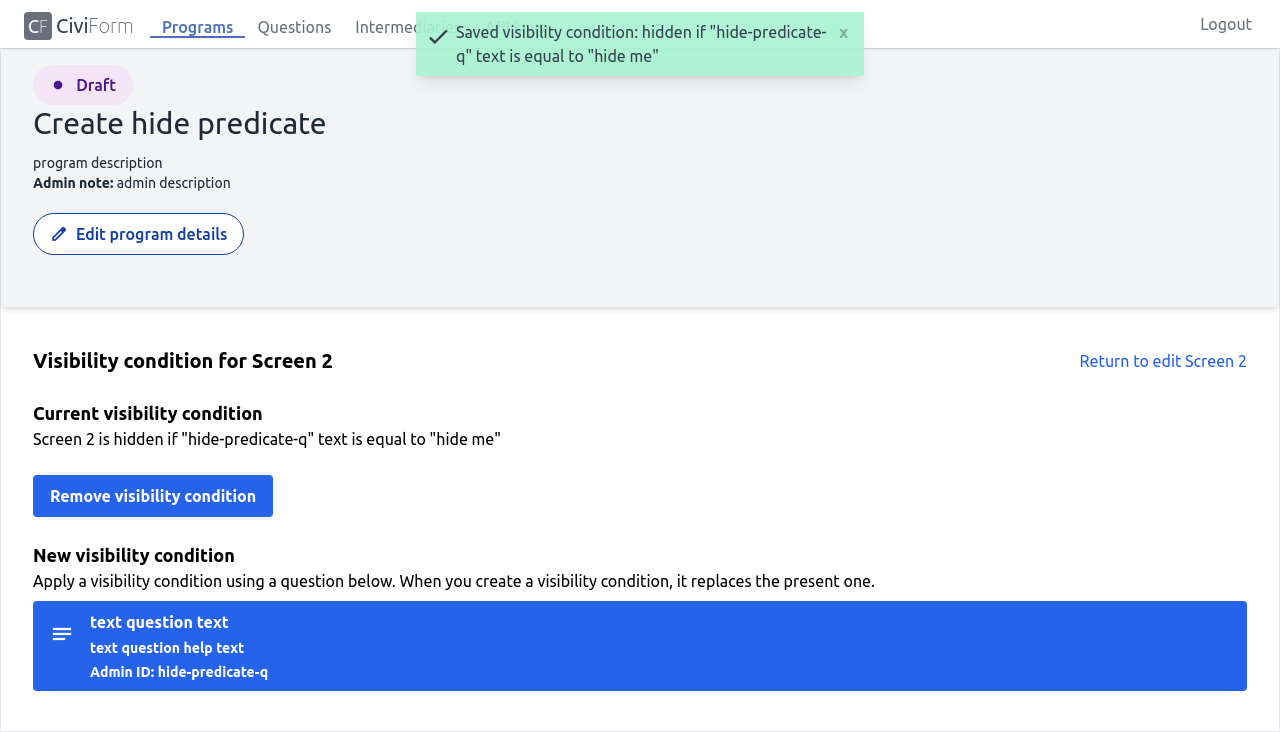 CF CiviForm Programs Questions Intermediaries Logout
Saved visibility condition: hidden if "hide-predicate-
q" text is equal to "hide me"
x
Draft
Create hide predicate
program description
Admin note: admin description
Edit program details
Visibility condition for Screen 2
Return to edit Screen 2
Current visibility condition
Screen 2 is hidden if "hide-predicate-q" text is equal to "hide me"
Remove visibility condition
New visibility condition
Apply a visibility condition using a question below. When you create a visibility condition, it replaces the present one.
text question text
text question help text
Admin ID: hide-predicate-q